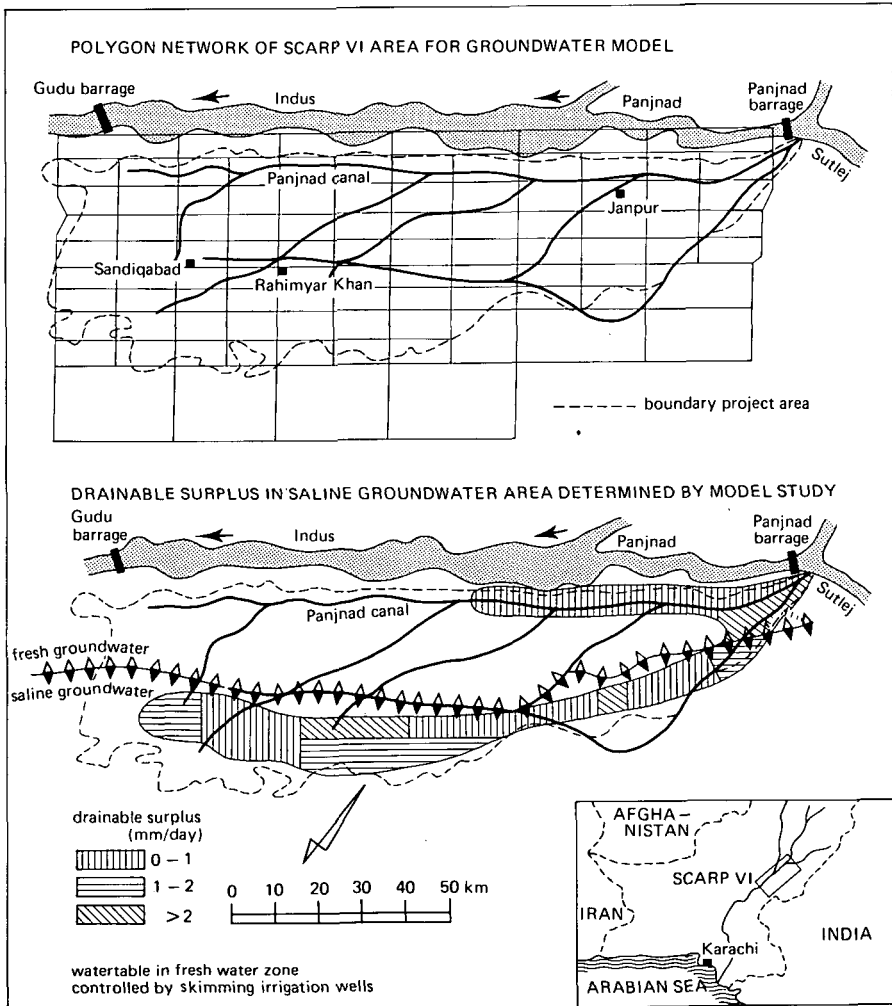 POLYGON NETWORK OF SCARP VI AREA FOR GROUNDWATER MODEL
Gudu barrage
Indus
Panjnad
Panjnad
barrage
Sutlej
Panjnad canal
Janpur
Sandiqabad
Rahimyar Khan
boundary project area
DRAINABLE SURPLUS IN SALINE GROUNDWATER AREA DETERMINED BY MODEL STUDY
Gudu
barrage
Indus
Panjnad
Panjnad
barrage
Sutlej
Panjnad canal
fresh groundwater
saline groundwater
drainable surplus
(mm/day)
0 – 1
1 – 2
>2
0 10 20 30 40 50 km
watertable in fresh water zone
controlled by skimming irrigation wells
AFGHA –
NISTAN
SCARP VI
IRAN
INDIA
Karachi
ARABIAN SEA